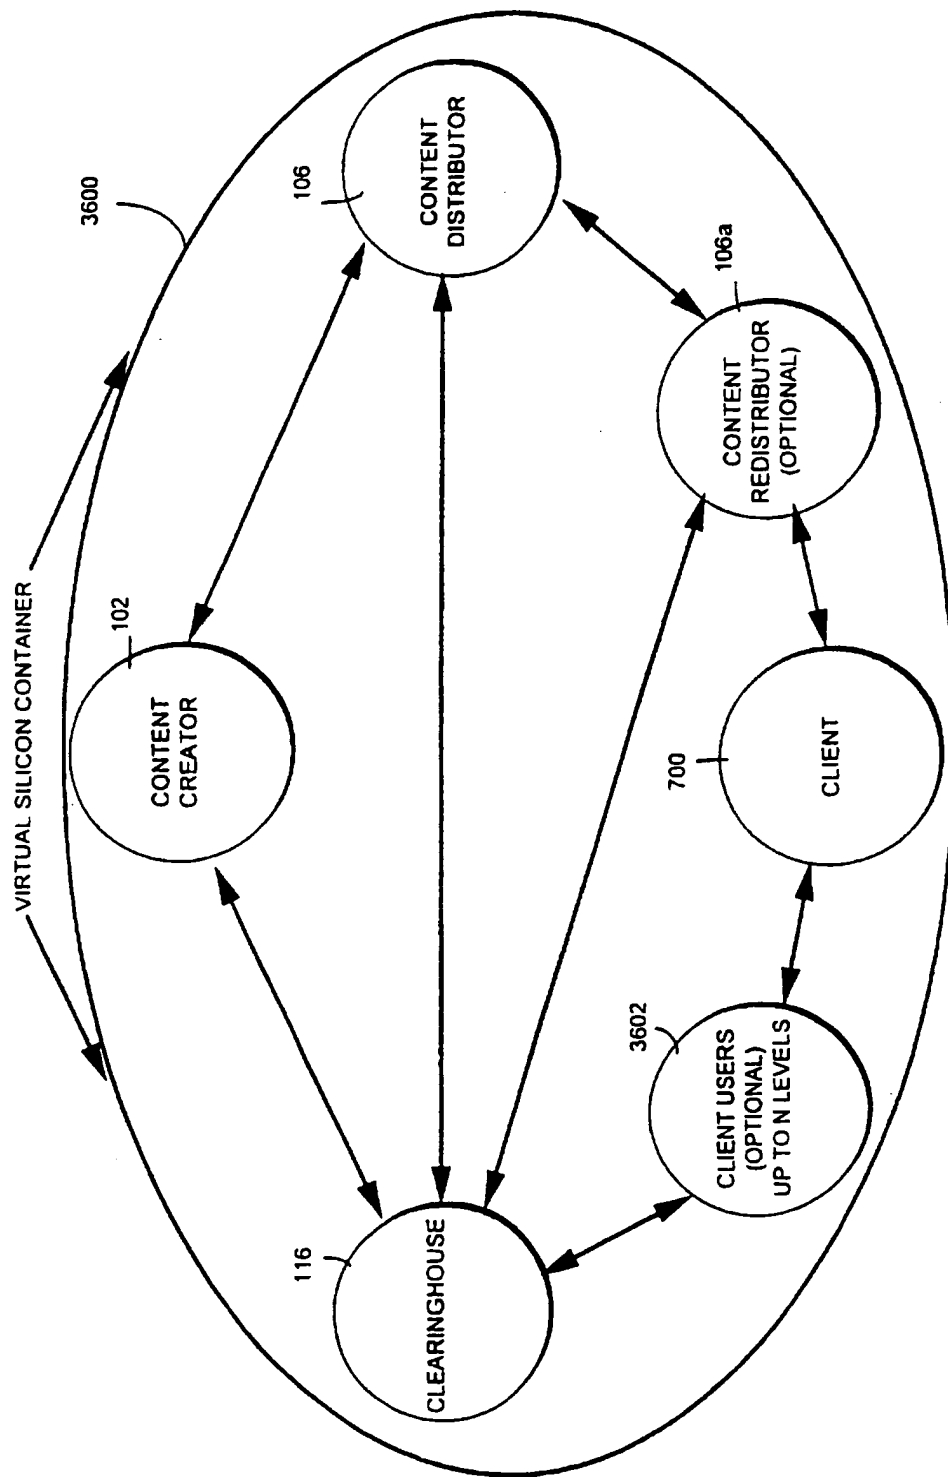 VIRTUAL SILICON CONTAINER
3600
102
CONTENT
CREATOR
106
CONTENT
DISTRIBUTOR
116
CLEARINGHOUSE
106a
CONTENT
REDISTRIBUTOR
(OPTIONAL)
3602
CLIENT USERS
(OPTIONAL)
UP TO N LEVELS
700
CLIENT